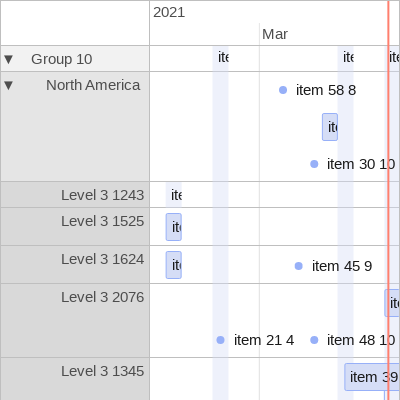 2021
Mar
▼ Group 10 ite ite ite
▼ North America item 58 8
ite
item 30 10
Level 3 1243 ite
Level 3 1525 ite
Level 3 1624 ite item 45 9
Level 3 2076 ite
item 21 4 item 48 10
Level 3 1345 item 39